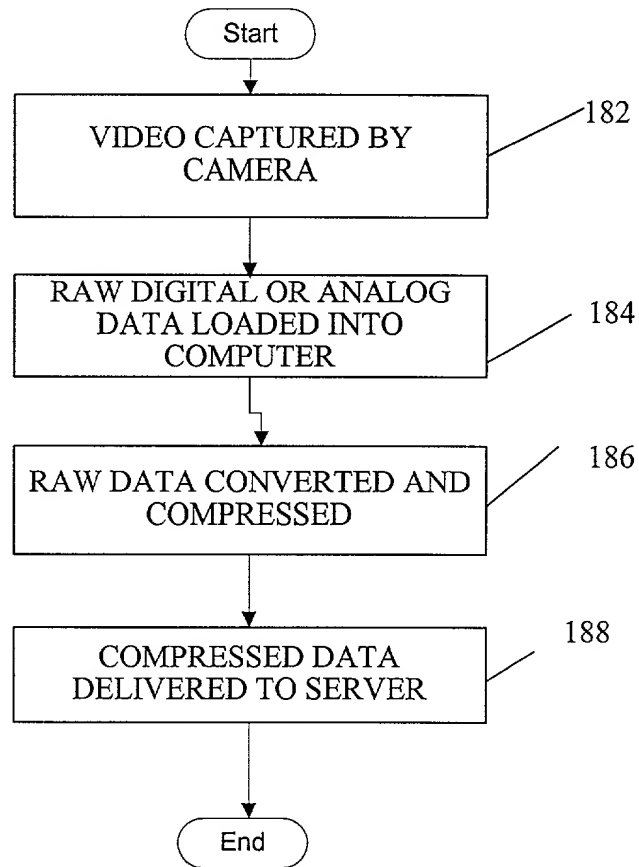 Start
VIDEO CAPTURED BY
CAMERA
182
RAW DIGITAL OR ANALOG
DATA LOADED INTO
COMPUTER
184
RAW DATA CONVERTED AND
COMPRESSED
186
COMPRESSED DATA
DELIVERED TO SERVER
188
End